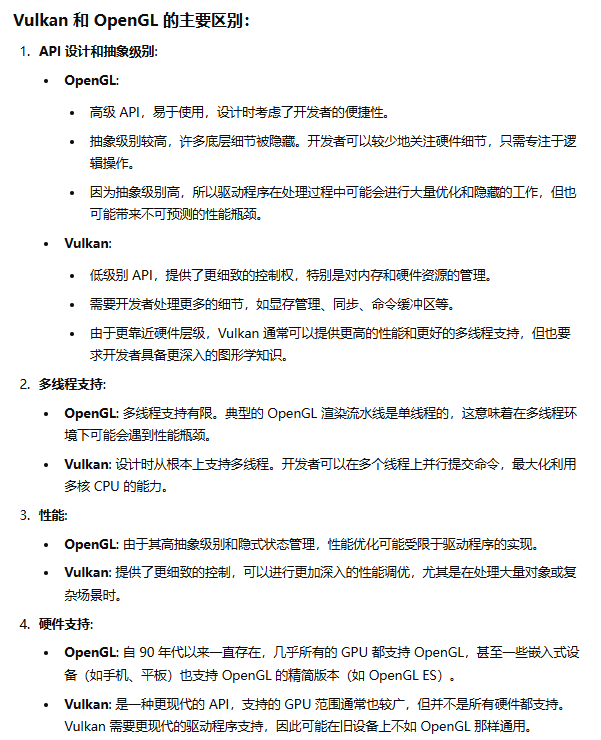 Vulkan 和 OpenGL 的主要区别：
1. API 设计和抽象级别:
• OpenGL:
• 高级 API，易于使用，设计时考虑了开发者的便捷性。
• 抽象级别较高，许多底层细节被隐藏。开发者可以较少地关注硬件细节，只需专注于逻
辑操作。
• 因为抽象级别高，所以驱动程序在处理过程中可能会进行大量优化和隐藏的工作，但也
可能带来不可预测的性能瓶颈。
• Vulkan:
• 低级别 API，提供了更细致的控制权，特别是对内存和硬件资源的管理。
• 需要开发者处理更多的细节，如显存管理、同步、命令缓冲区等。
• 由于更靠近硬件层级，Vulkan 通常可以提供更高的性能和更好的多线程支持，但也要
求开发者具备更深入的图形学知识。
2. 多线程支持:
• OpenGL: 多线程支持有限。典型的 OpenGL 渲染流水线是单线程的，这意味着在多线程环
境下可能会遇到性能瓶颈。
• Vulkan: 设计时从根本上支持多线程。开发者可以在多个线程上并行提交命令，最大化利用
多核 CPU 的能力。
3. 性能:
• OpenGL: 由于其高抽象级别和隐式状态管理，性能优化可能受限于驱动程序的实现。
• Vulkan: 提供了更细致的控制，可以进行更加深入的性能调优，尤其是在处理大量对象或复
杂场景时。
4. 硬件支持:
• OpenGL: 自 90 年代以来一直存在，几乎所有的 GPU 都支持 OpenGL，甚至一些嵌入式设
备（如手机、平板）也支持 OpenGL 的精简版本（如 OpenGL ES）。
• Vulkan: 是一种更现代的 API，支持的 GPU 范围通常也较广，但并不是所有硬件都支持。
Vulkan 需要更现代的驱动程序支持，因此可能在旧设备上不如 OpenGL 那样通用。